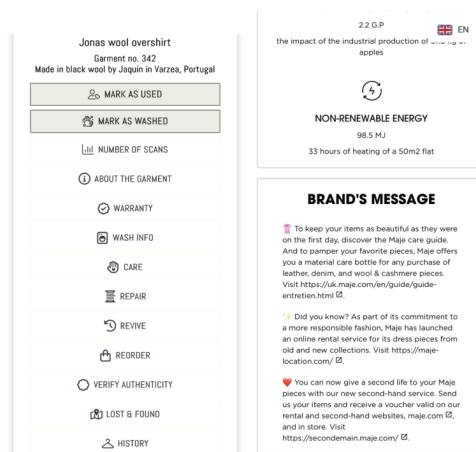 Jonas wool overshirt
Garment no. 342
Made in black wool by Jaquin in Varzea, Portugal
MARK AS USED
MARK AS WASHED
NUMBER OF SCANS
ABOUT THE GARMENT
WARRANTY
WASH INFO
CARE
REPAIR
REVIVE
REORDER
VERIFY AUTHENTICITY
LOST & FOUND
HISTORY
2.2 G.P
EN
the impact of the industrial production of
apples
NON-RENEWABLE ENERGY
98.5 MJ
33 hours of heating of a 50m2 flat
BRAND'S MESSAGE
👚 To keep your items as beautiful as they were
on the first day, discover the Maje care guide.
And to pamper your favorite pieces, Maje offers
you a material care bottle for any purchase of
leather, denim, and wool & cashmere pieces.
Visit https://uk.maje.com/en/guide/guide-
entretien.html.
✨ Did you know? As part of its commitment to
a more responsible fashion, Maje has launched
an online rental service for its dress pieces from
old and new collections. Visit https://maje-
location.com/.
❤️ You can now give a second life to your Maje
pieces with our new second-hand service. Send
us your items and receive a voucher valid on our
rental and second-hand websites, maje.com,
and in store. Visit
https://secondemain.maje.com/.